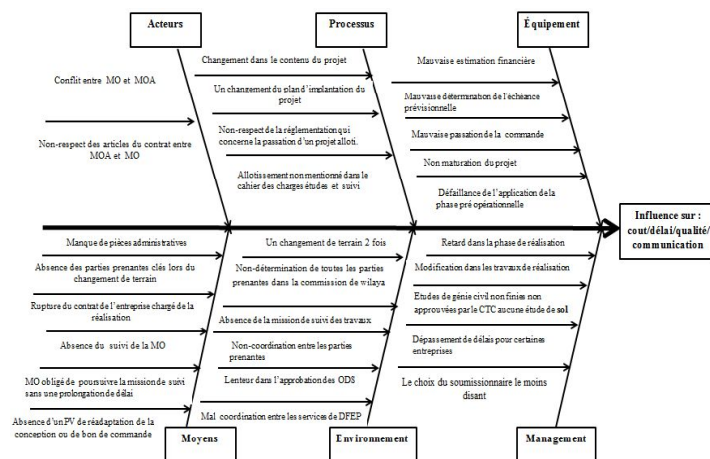 Acteurs
Processus
Équipement
Conflit entre MO et MOA
Non-respect des articles du contrat entre
MOA et MO
Changement dans le contenu du projet
Un changement du plan d'implantation du
projet
Non-respect de la réglementation qui
concerne la passation d'un projet alloti.
Allotissement non mentionné dans le
cahier des charges études et suivi
Mauvaise estimation financière
Mauvaise détermination de l'échéance
prévisionnelle
Mauvaise passation de la commande
Non maturation du projet
Défaillance de l'application de la
phase pré opérationnelle
Influence sur :
cout/délai/qualité/
communication
Manque de pièces administratives
Absence des parties prenantes clés lors du
changement de terrain
Rupture du contrat de l'entreprise chargé de la
réalisation
Absence du suivi de la MO
MO obligé de poursuivre la mission de suivi
sans une prolongation de délai
Absence d'un PV de réadaptation de la
conception ou de bon de commande
Un changement de terrain 2 fois
Non-détermination de toutes les parties
prenantes dans la commission de wilaya
Absence de la mission de suivi des travaux
Non-coordination entre les parties
prenantes
Lenteur dans l'approbation des ODS
Mal coordination entre les services de DFEP
Retard dans la phase de réalisation
Modification dans les travaux de réalisation
Etudes de génie civil non finies non
approuvées par le CTC aucune étude de sol
Dépassement de délais pour certaines
entreprises
Le choix du soumissionnaire le moins
disant
Moyens
Environnement
Management